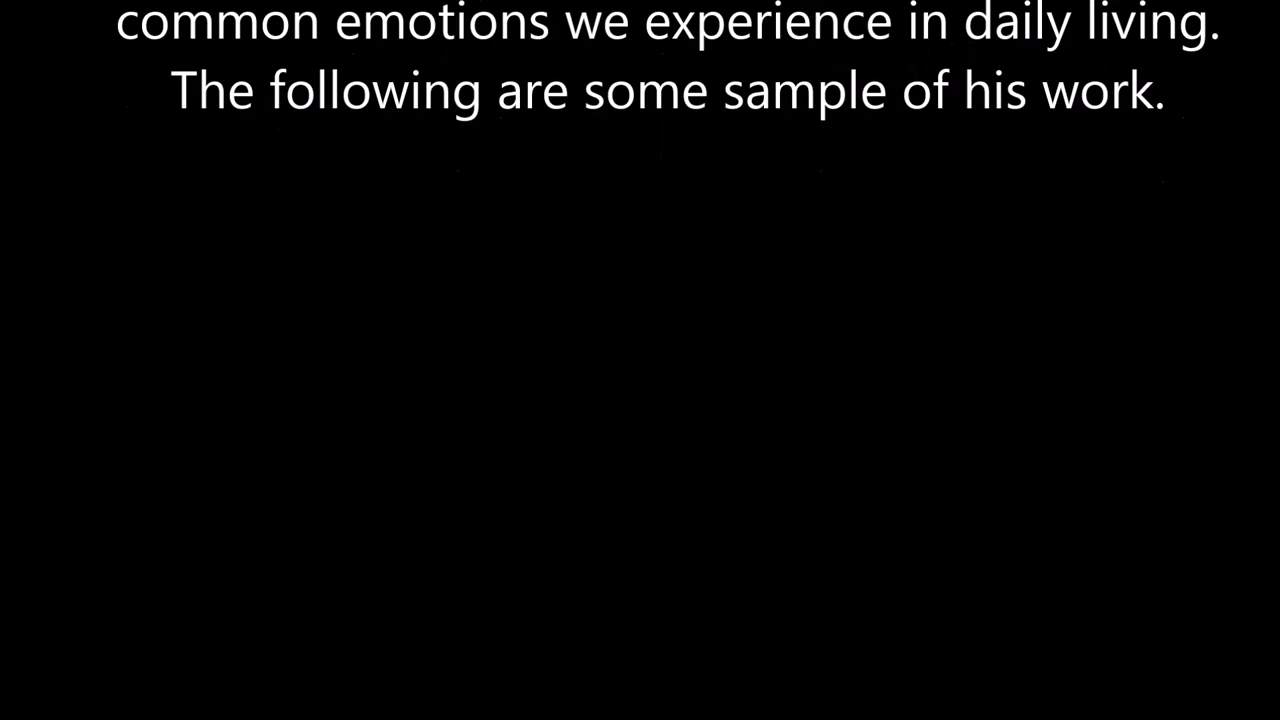 common emotions we experience in daily living.
The following are some sample of his work.